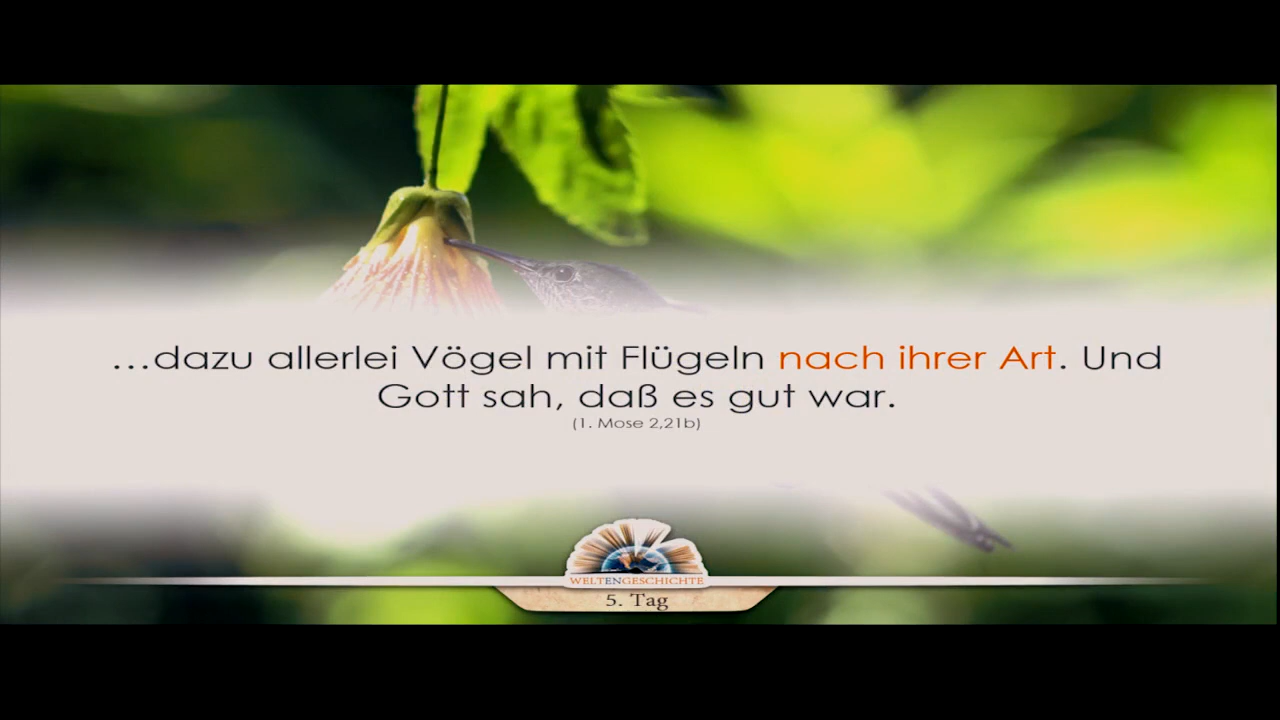 ...dazu allerlei Vögel mit Flügeln nach ihrer Art. Und
Gott sah, daß es gut war.
(1. Mose 2,21b)
WELTENGESCHICHTE
5. Tag